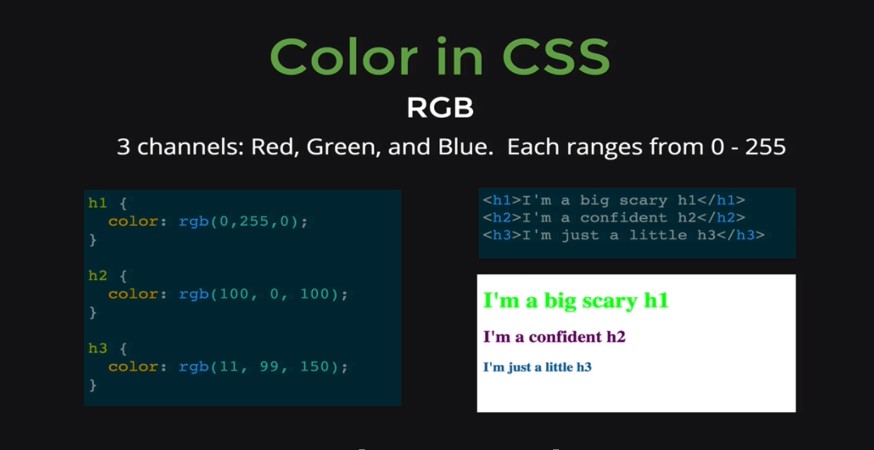 Color in CSS
RGB
3 channels: Red, Green, and Blue.  Each ranges from 0 - 255
h1 {
  color: rgb(0,255,0);
}
h2 {
  color: rgb(100, 0, 100);
}
h3 {
  color: rgb(11, 99, 150);
}
<h1>I'm a big scary h1</h1>
<h2>I'm a confident h2</h2>
<h3>I'm just a little h3</h3>
I'm a big scary h1
I'm a confident h2
I'm just a little h3